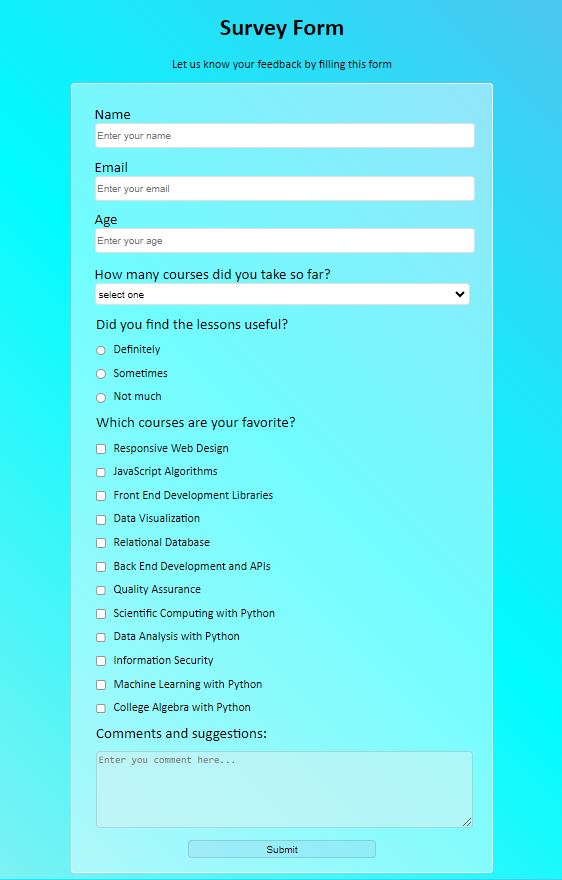 Survey Form
Let us know your feedback by filling this form
Name
Enter your name
Email
Enter your email
Age
Enter your age
How many courses did you take so far?
select one
Did you find the lessons useful?
Definitely
Sometimes
Not much
Which courses are your favorite?
Responsive Web Design
JavaScript Algorithms
Front End Development Libraries
Data Visualization
Relational Database
Back End Development and APIs
Quality Assurance
Scientific Computing with Python
Data Analysis with Python
Information Security
Machine Learning with Python
College Algebra with Python
Comments and suggestions:
Enter you comment here...
Submit